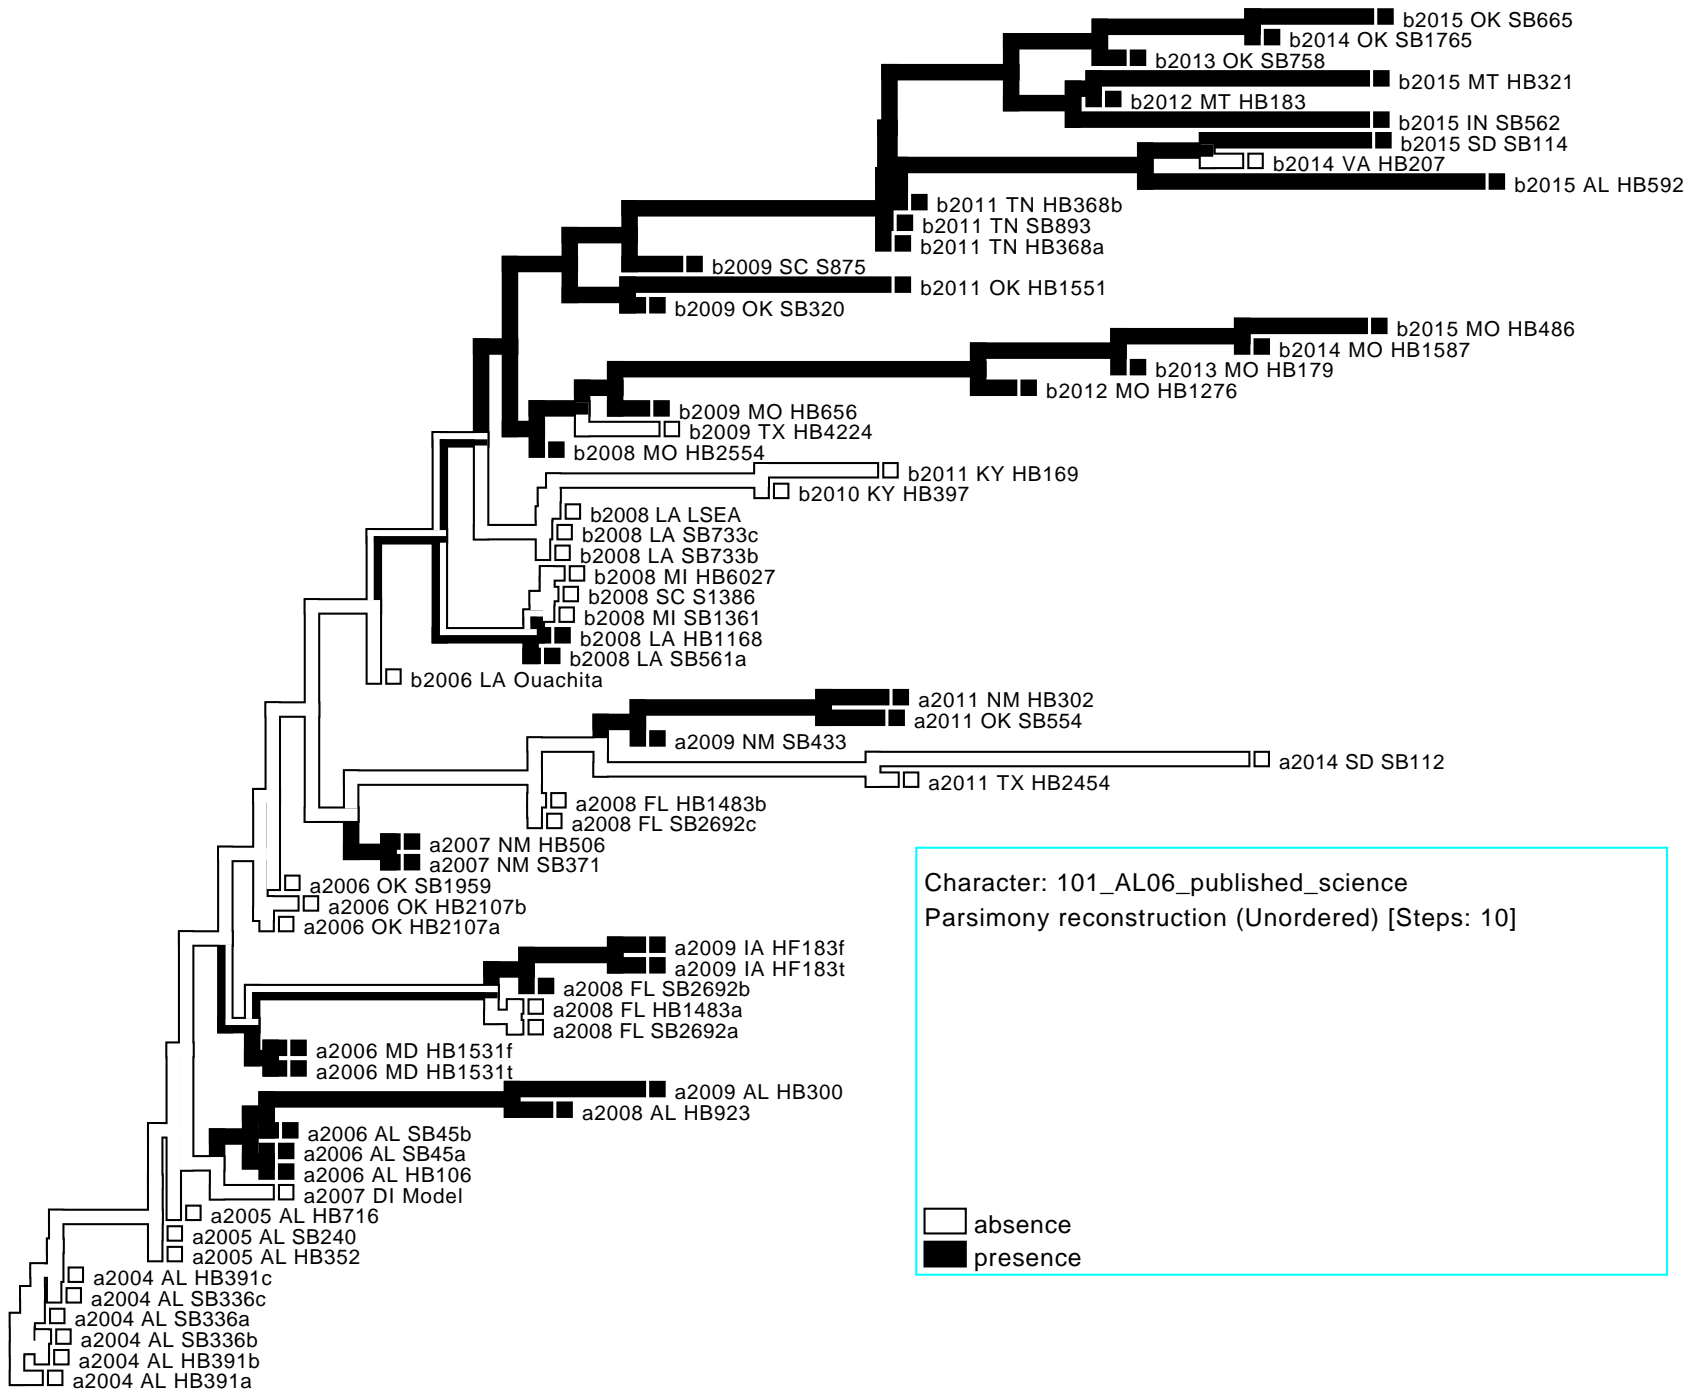 b2015 OK SB665
b2014 OK SB1765
b2013 OK SB758
b2015 MT HB321
b2012 MT HB183
b2015 IN SB562
b2015 SD SB114
b2014 VA HB207
b2015 AL HB592
b2011 TN HB368b
b2011 TN SB893
b2011 TN HB368a
b2009 SC S875
b2011 OK HB1551
b2009 OK SB320
b2015 MO HB486
b2014 MO HB1587
b2013 MO HB179
b2012 MO HB1276
b2009 MO HB656
b2009 TX HB4224
b2008 MO HB2554
b2011 KY HB169
b2010 KY HB397
b2008 LA LSEA
b2008 LA SB733c
b2008 LA SB733b
b2008 MI HB6027
b2008 SC S1386
b2008 MI SB1361
b2008 LA HB1168
b2008 LA SB561a
b2006 LA Ouachita
a2011 NM HB302
a2011 OK SB554
a2009 NM SB433
a2014 SD SB112
a2011 TX HB2454
a2008 FL HB1483b
a2008 FL SB2692c
a2007 NM HB506
a2007 NM SB371
a2006 OK SB1959
a2006 OK HB2107b
a2006 OK HB2107a
a2009 IA HF183f
a2009 IA HF183t
a2008 FL SB2692b
a2008 FL HB1483a
a2008 FL SB2692a
a2006 MD HB1531f
a2006 MD HB1531t
a2009 AL HB300
a2008 AL HB923
a2006 AL SB45b
a2006 AL SB45a
a2006 AL HB106
a2007 DI Model
a2005 AL HB716
a2005 AL SB240
a2005 AL HB352
a2004 AL HB391c
a2004 AL SB336c
a2004 AL SB336a
a2004 AL SB336b
a2004 AL HB391b
a2004 AL HB391a
Character: 101_AL06_published_science
Parsimony reconstruction (Unordered) [Steps: 10]
absence
presence